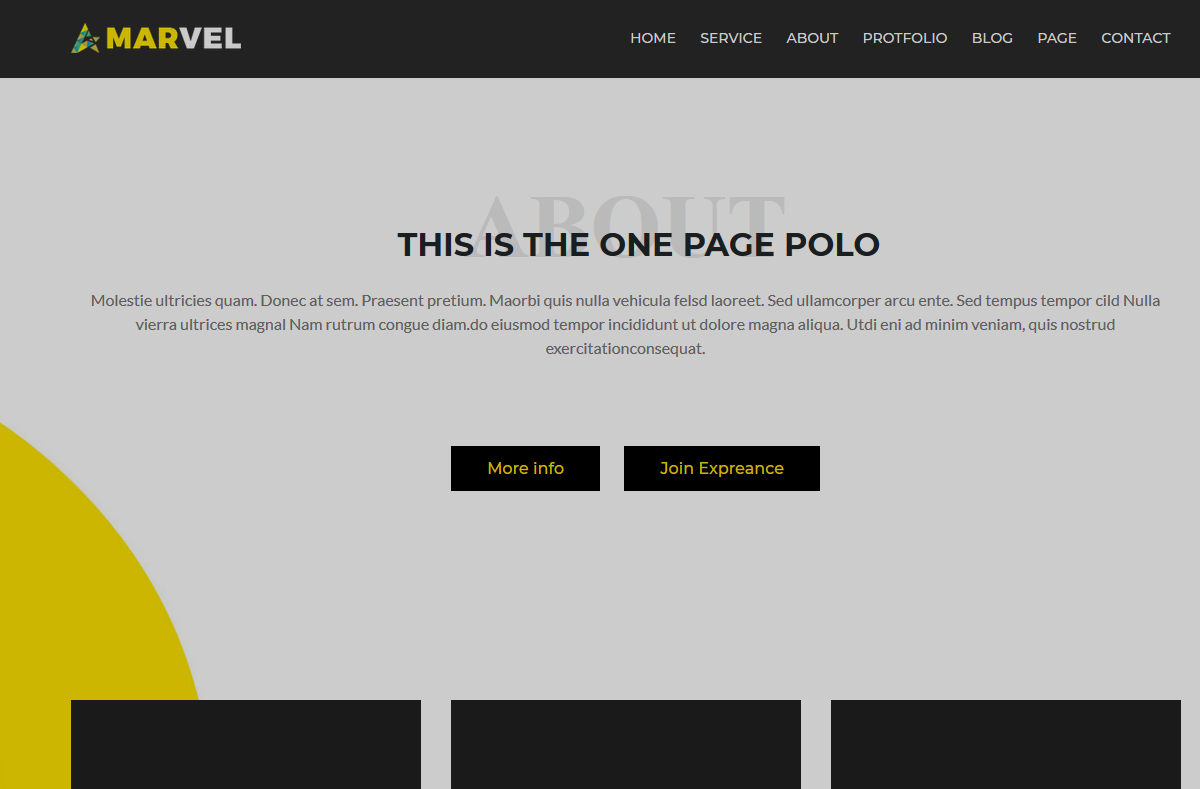 MARVEL
HOME SERVICE ABOUT PROTFOLIO BLOG PAGE CONTACT
ABOUT
THIS IS THE ONE PAGE POLO
Molestie ultricies quam. Donec at sem. Praesent pretium. Maorbi quis nulla vehicula felsd laoreet. Sed ullamcorper arcu ente. Sed tempus tempor cild Nulla
vierra ultrices magnal Nam rutrum congue diam.do eiusmod tempor incididunt ut dolore magna aliqua. Utdi eni ad minim veniam, quis nostrud
exercitationconsequat.
More info
Join Expreance